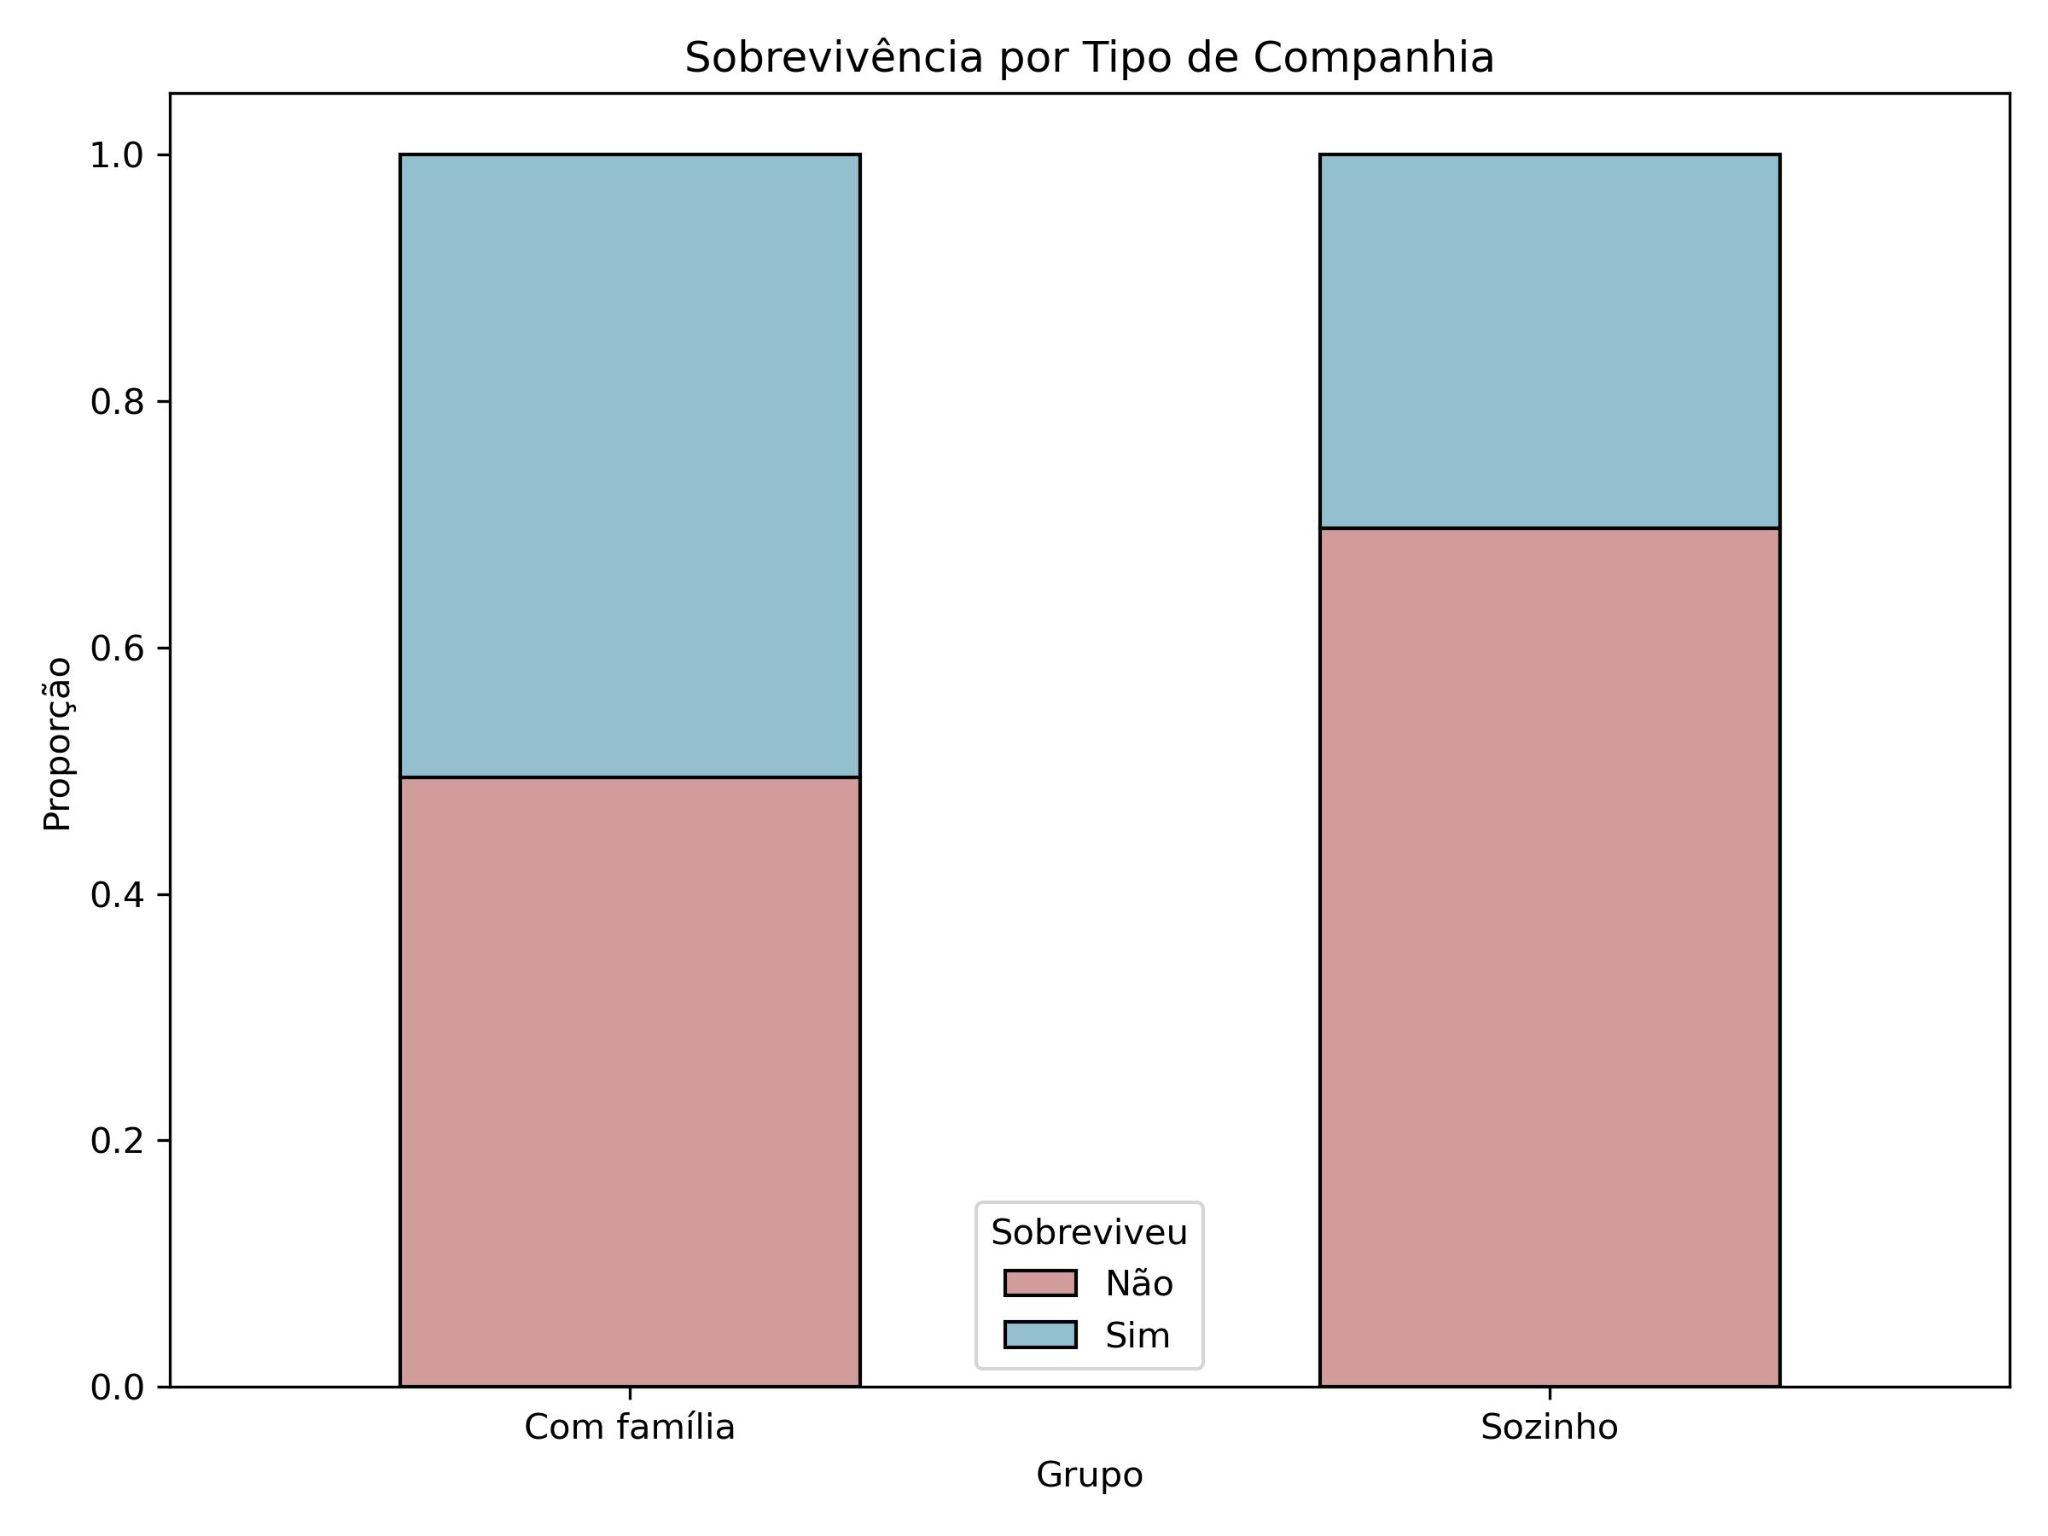 Sobrevivência por Tipo de Companhia
Proporção
1.0
0.8
0.6
0.4
0.2
0.0
Sobreviveu
Não
Sim
Com família
Sozinho
Grupo